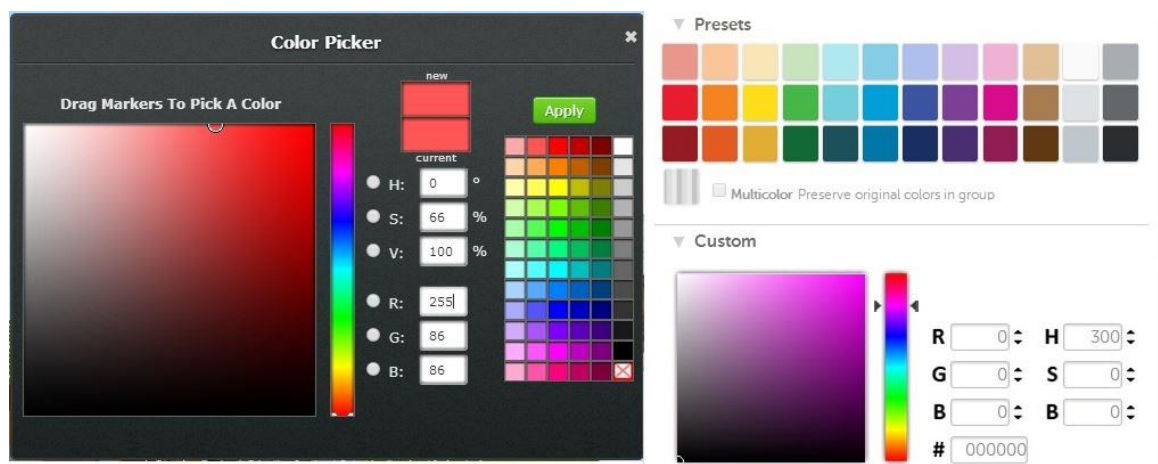 Color Picker ✖
new
Drag Markers To Pick A Color
Apply
current
H: 0 °
S: 66 %
V: 100 %
R: 255
G: 86
B: 86
Presets
Multicolor Preserve original colors in group
Custom
R 0 H 300
G 0 S 0
B 0 B 0
# 000000